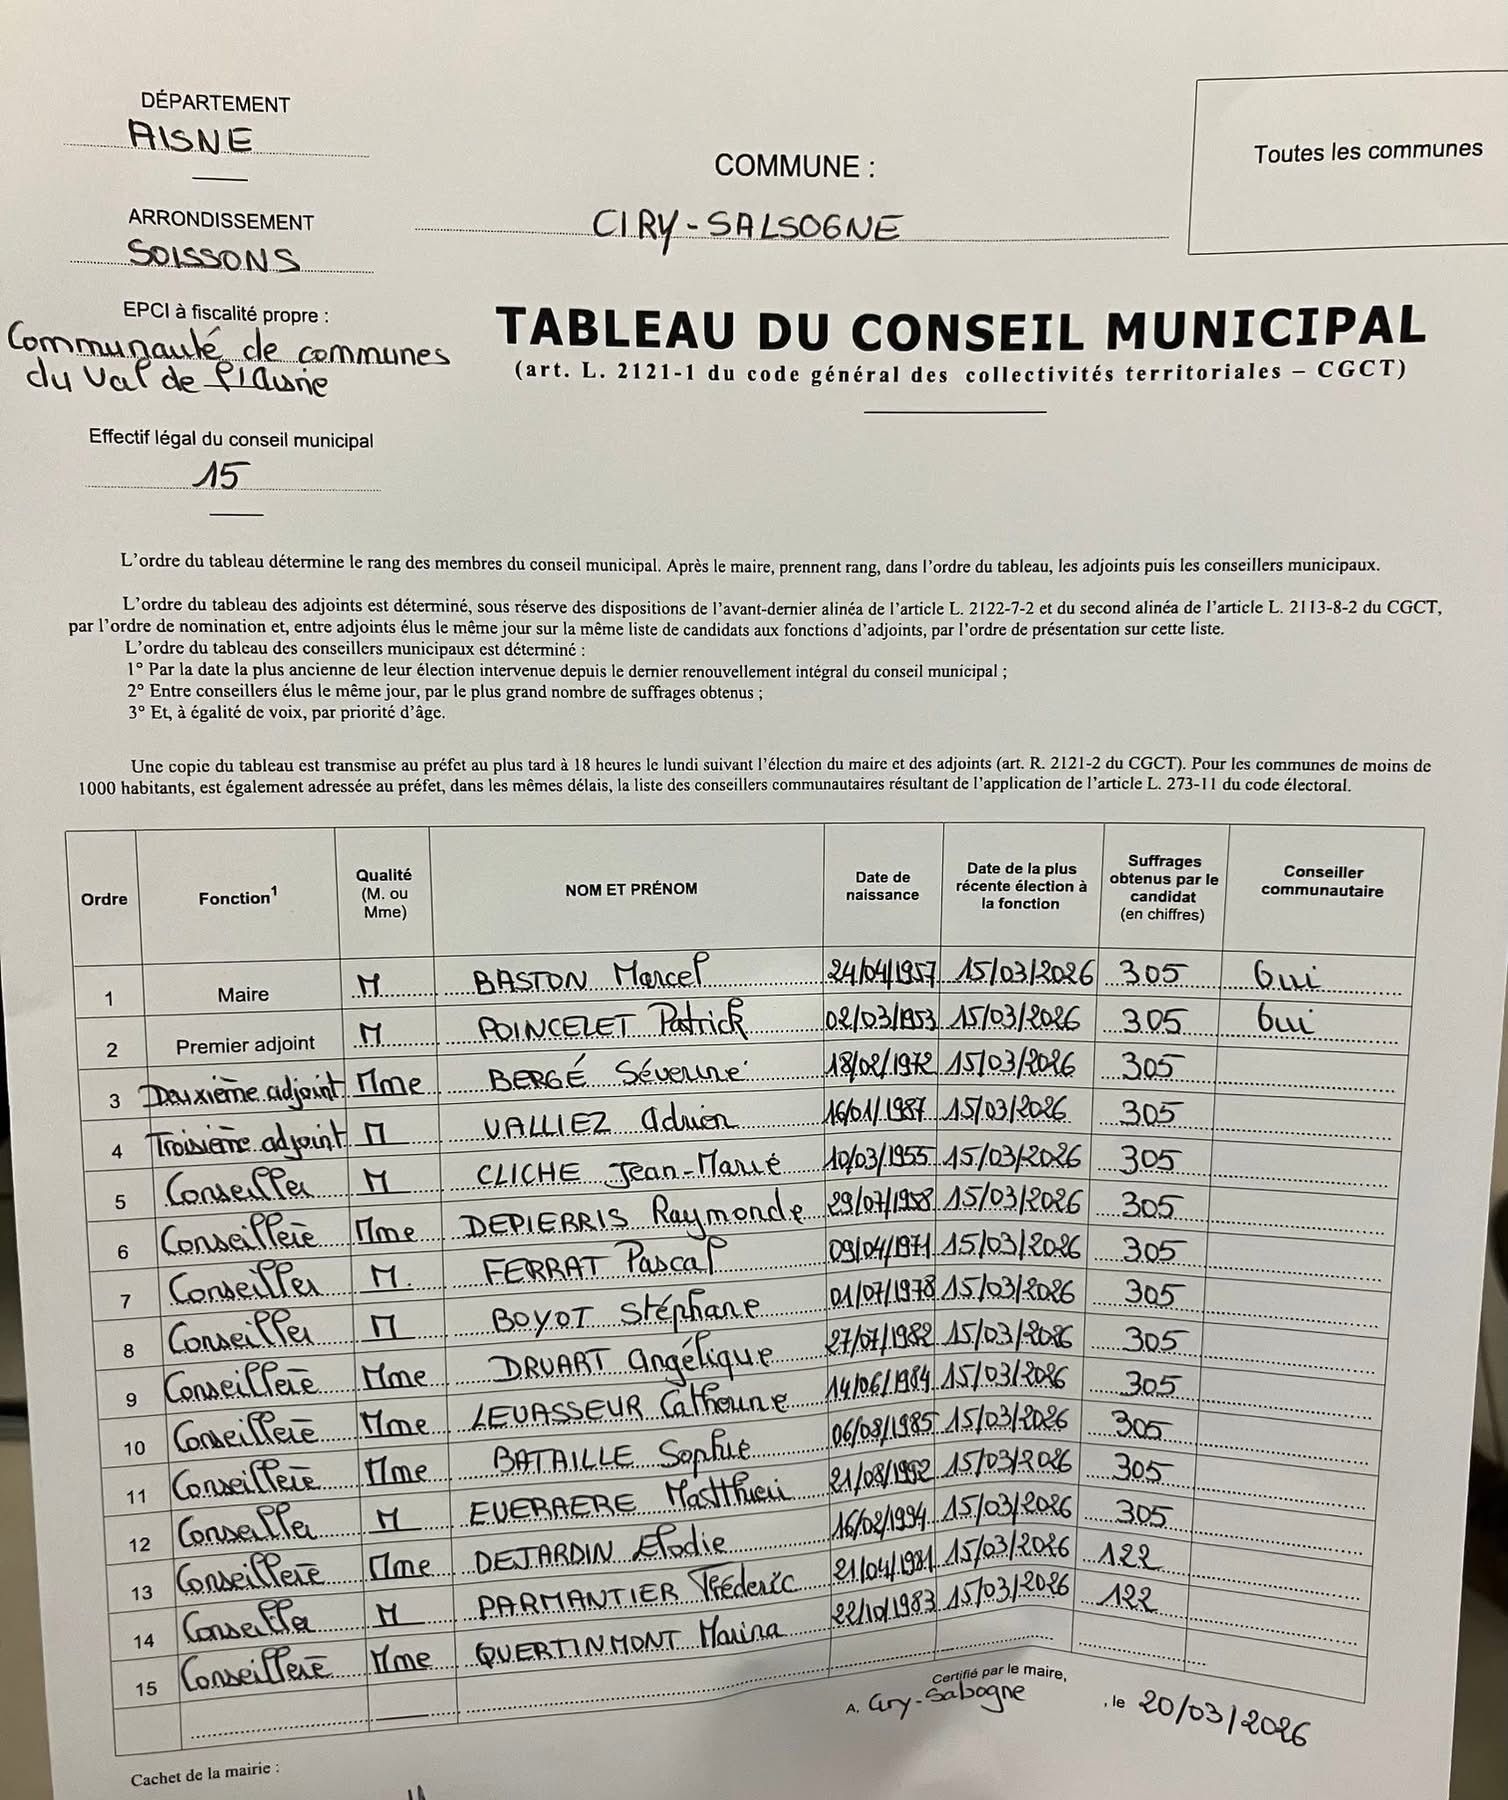 DÉPARTEMENT
AISNE
ARRONDISSEMENT
SOISSONS
EPCI à fiscalité propre :
Communauté de communes
du Val de l'Aisne
Effectif légal du conseil municipal
15
COMMUNE :
CIRY-SALSOGNE
Toutes les communes
TABLEAU DU CONSEIL MUNICIPAL
(art. L. 2121-1 du code général des collectivités territoriales – CGCT)
L'ordre du tableau détermine le rang des membres du conseil municipal. Après le maire, prennent rang, dans l'ordre du tableau, les adjoints puis les conseillers municipaux.
L'ordre du tableau des adjoints est déterminé, sous réserve des dispositions de l'avant-dernier alinéa de l'article L. 2122-7-2 et du second alinéa de l'article L. 2113-8-2 du CGCT,
par l'ordre de nomination et, entre adjoints élus le même jour sur la même liste de candidats aux fonctions d'adjoints, par l'ordre de présentation sur cette liste.
L'ordre du tableau des conseillers municipaux est déterminé :
1° Par la date la plus ancienne de leur élection intervenue depuis le dernier renouvellement intégral du conseil municipal ;
2° Entre conseillers élus le même jour, par le plus grand nombre de suffrages obtenus ;
3° Et, à égalité de voix, par priorité d'âge.
Une copie du tableau est transmise au préfet au plus tard à 18 heures le lundi suivant l'élection du maire et des adjoints (art. R. 2121-2 du CGCT). Pour les communes de moins de
1000 habitants, est également adressée au préfet, dans les mêmes délais, la liste des conseillers communautaires résultant de l'application de l'article L. 273-11 du code électoral.
Ordre Fonction¹ Qualité (M. ou Mme) NOM ET PRÉNOM Date de naissance Date de la plus récente élection à la fonction Suffrages obtenus par le candidat (en chiffres) Conseiller communautaire
1 Maire M BASTON Marcel 24/04/1957 15/03/2026 305 Oui
2 Premier adjoint M POINCELET Patrick 02/03/1953 15/03/2026 305 Oui
3 Deuxième adjoint Mme BERGÉ Séverine 18/02/1972 15/03/2026 305
4 Troisième adjoint M VALLIEZ Adrien 16/01/1987 15/03/2026 305
5 Conseiller M CLICHE Jean-Marie 10/03/1955 15/03/2026 305
6 Conseillère Mme DEPIERRIS Raymonde 29/07/1958 15/03/2026 305
7 Conseiller M. FERRAT Pascal 09/04/1971 15/03/2026 305
8 Conseiller M BOYOT Stéphane 01/07/1978 15/03/2026 305
9 Conseillère Mme DRUART Angélique 27/07/1982 15/03/2026 305
10 Conseillère Mme LEVASSEUR Catherine 14/06/1984 15/03/2026 305
11 Conseillère Mme BATAILLE Sophie 06/08/1985 15/03/2026 305
12 Conseiller M EVERAERE Matthieu 21/08/1992 15/03/2026 305
13 Conseillère Mme DEJARDIN Elodie 16/02/1994 15/03/2026 305
14 Conseiller M PARMANTIER Fréderic 21/04/1981 15/03/2026 122
15 Conseillère Mme QUERTINMONT Marina 22/10/1983 15/03/2026 122
Certifié par le maire,
A. Ciry-Salsogne , le 20/03/2026
Cachet de la mairie :